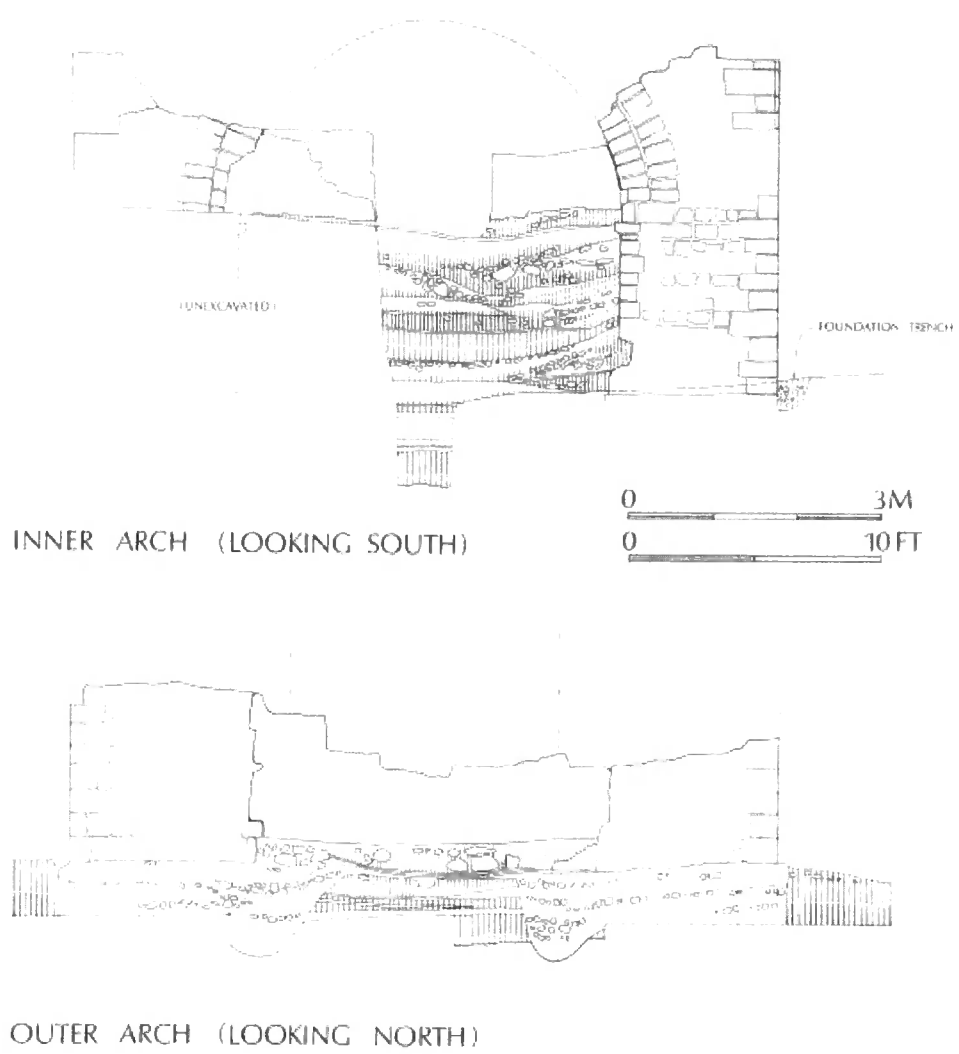 (UNEXCAVATED)
FOUNDATION TRENCH
0 3M
INNER ARCH (LOOKING SOUTH)
0 10 FT
OUTER ARCH (LOOKING NORTH)